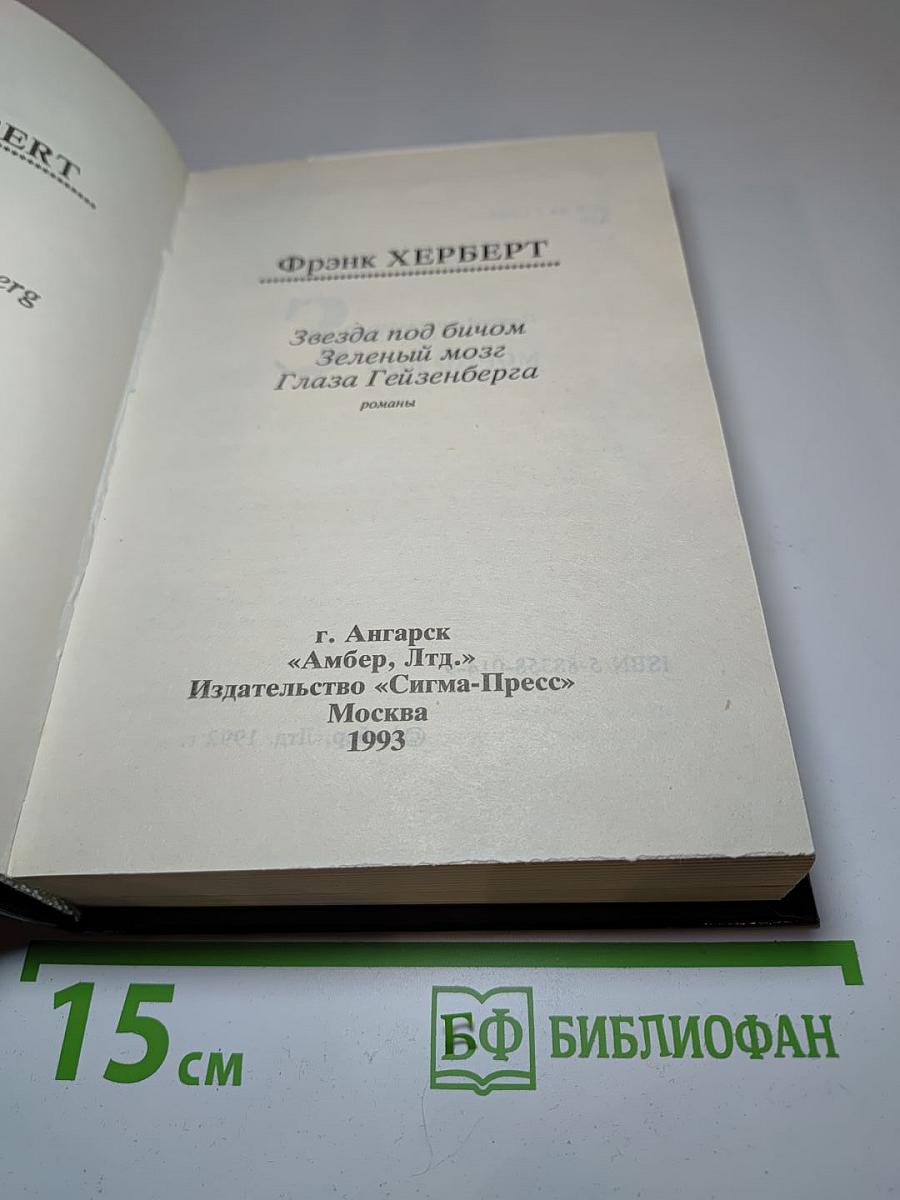 erg
Фрэнк ХЕРБЕРТ
Звезда под бичом
Зеленый мозг
Глаза Гейзенберга
романы
г. Ангарск
«Амбер, Лтд.»
Издательство «Сигма-Пресс»
Москва
1993
15 см
БФ БИБЛИОФАН